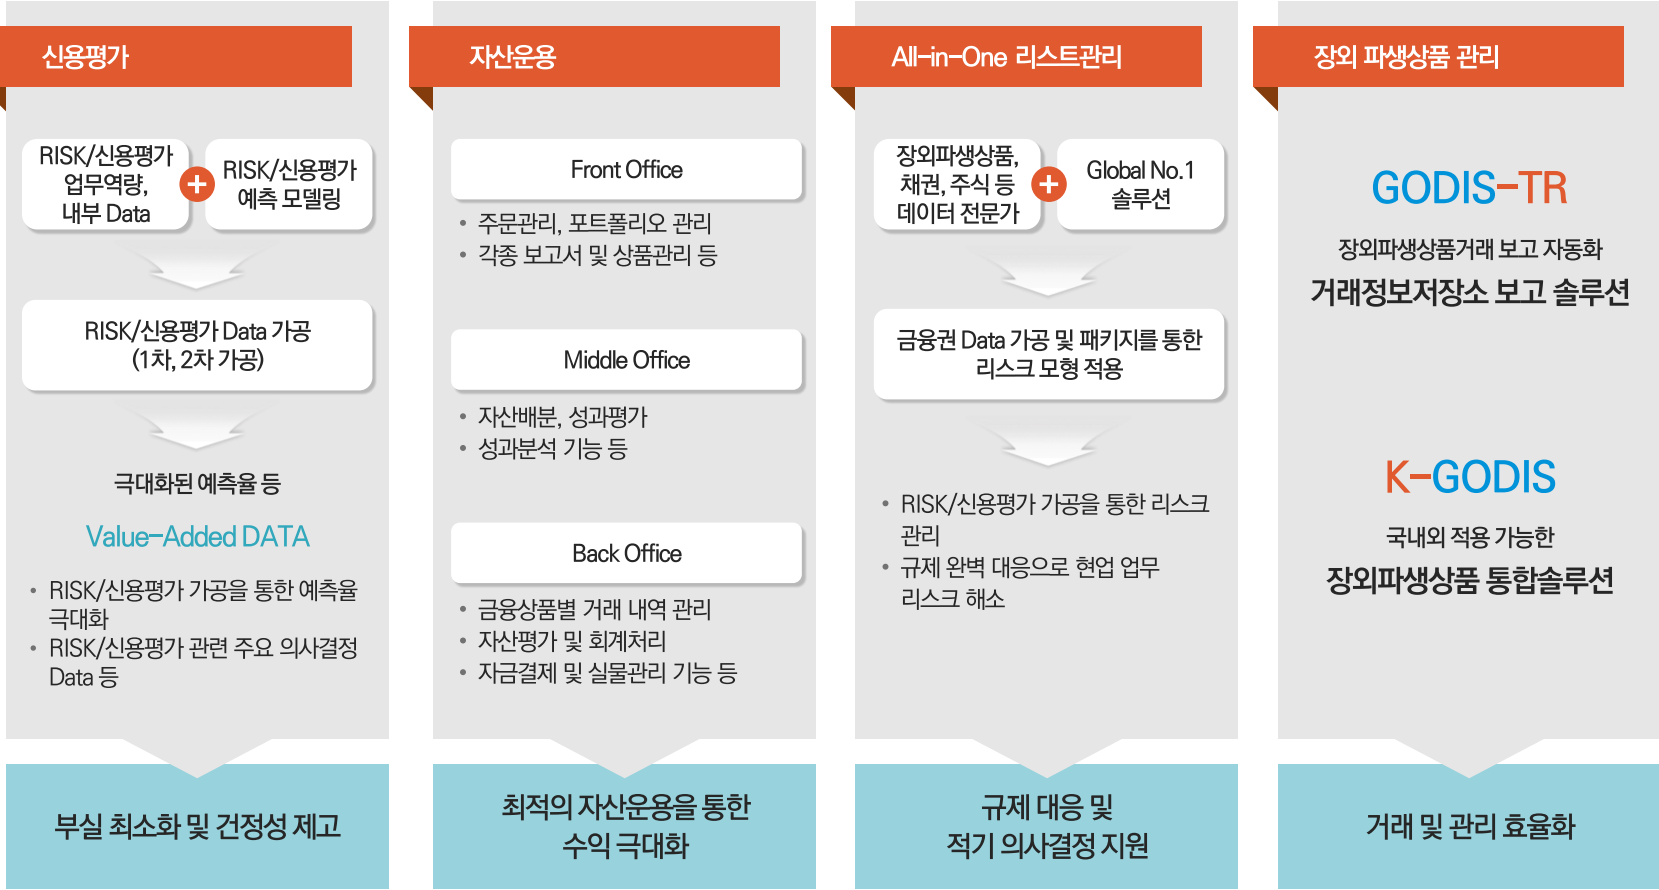 신용평가
RISK/신용평가
업무역량,
내부 Data
RISK/신용평가
예측 모델링
RISK/신용평가 Data 가공
(1차, 2차 가공)
극대화된 예측율 등
Value-Added DATA
• RISK/신용평가 가공을 통한 예측율
극대화
• RISK/신용평가 관련 주요 의사결정
Data 등
부실 최소화 및 건정성 제고
자산운용
Front Office
• 주문관리, 포트폴리오 관리
• 각종 보고서 및 상품관리 등
Middle Office
• 자산배분, 성과평가
• 성과분석 기능 등
Back Office
• 금융상품별 거래 내역 관리
• 자산평가 및 회계처리
• 자금결제 및 실물관리 기능 등
최적의 자산운용을 통한
수익 극대화
All-in-One 리스트관리
장외파생상품,
채권, 주식 등
데이터 전문가
Global No.1
솔루션
금융권 Data 가공 및 패키지를 통한
리스크 모형 적용
• RISK/신용평가 가공을 통한 리스크
관리
• 규제 완벽 대응으로 현업 업무
리스크 해소
규제 대응 및
적기 의사결정 지원
장외 파생상품 관리
GODIS-TR
장외파생상품거래 보고 자동화
거래정보저장소 보고 솔루션
K-GODIS
국내외 적용 가능한
장외파생상품 통합솔루션
거래 및 관리 효율화